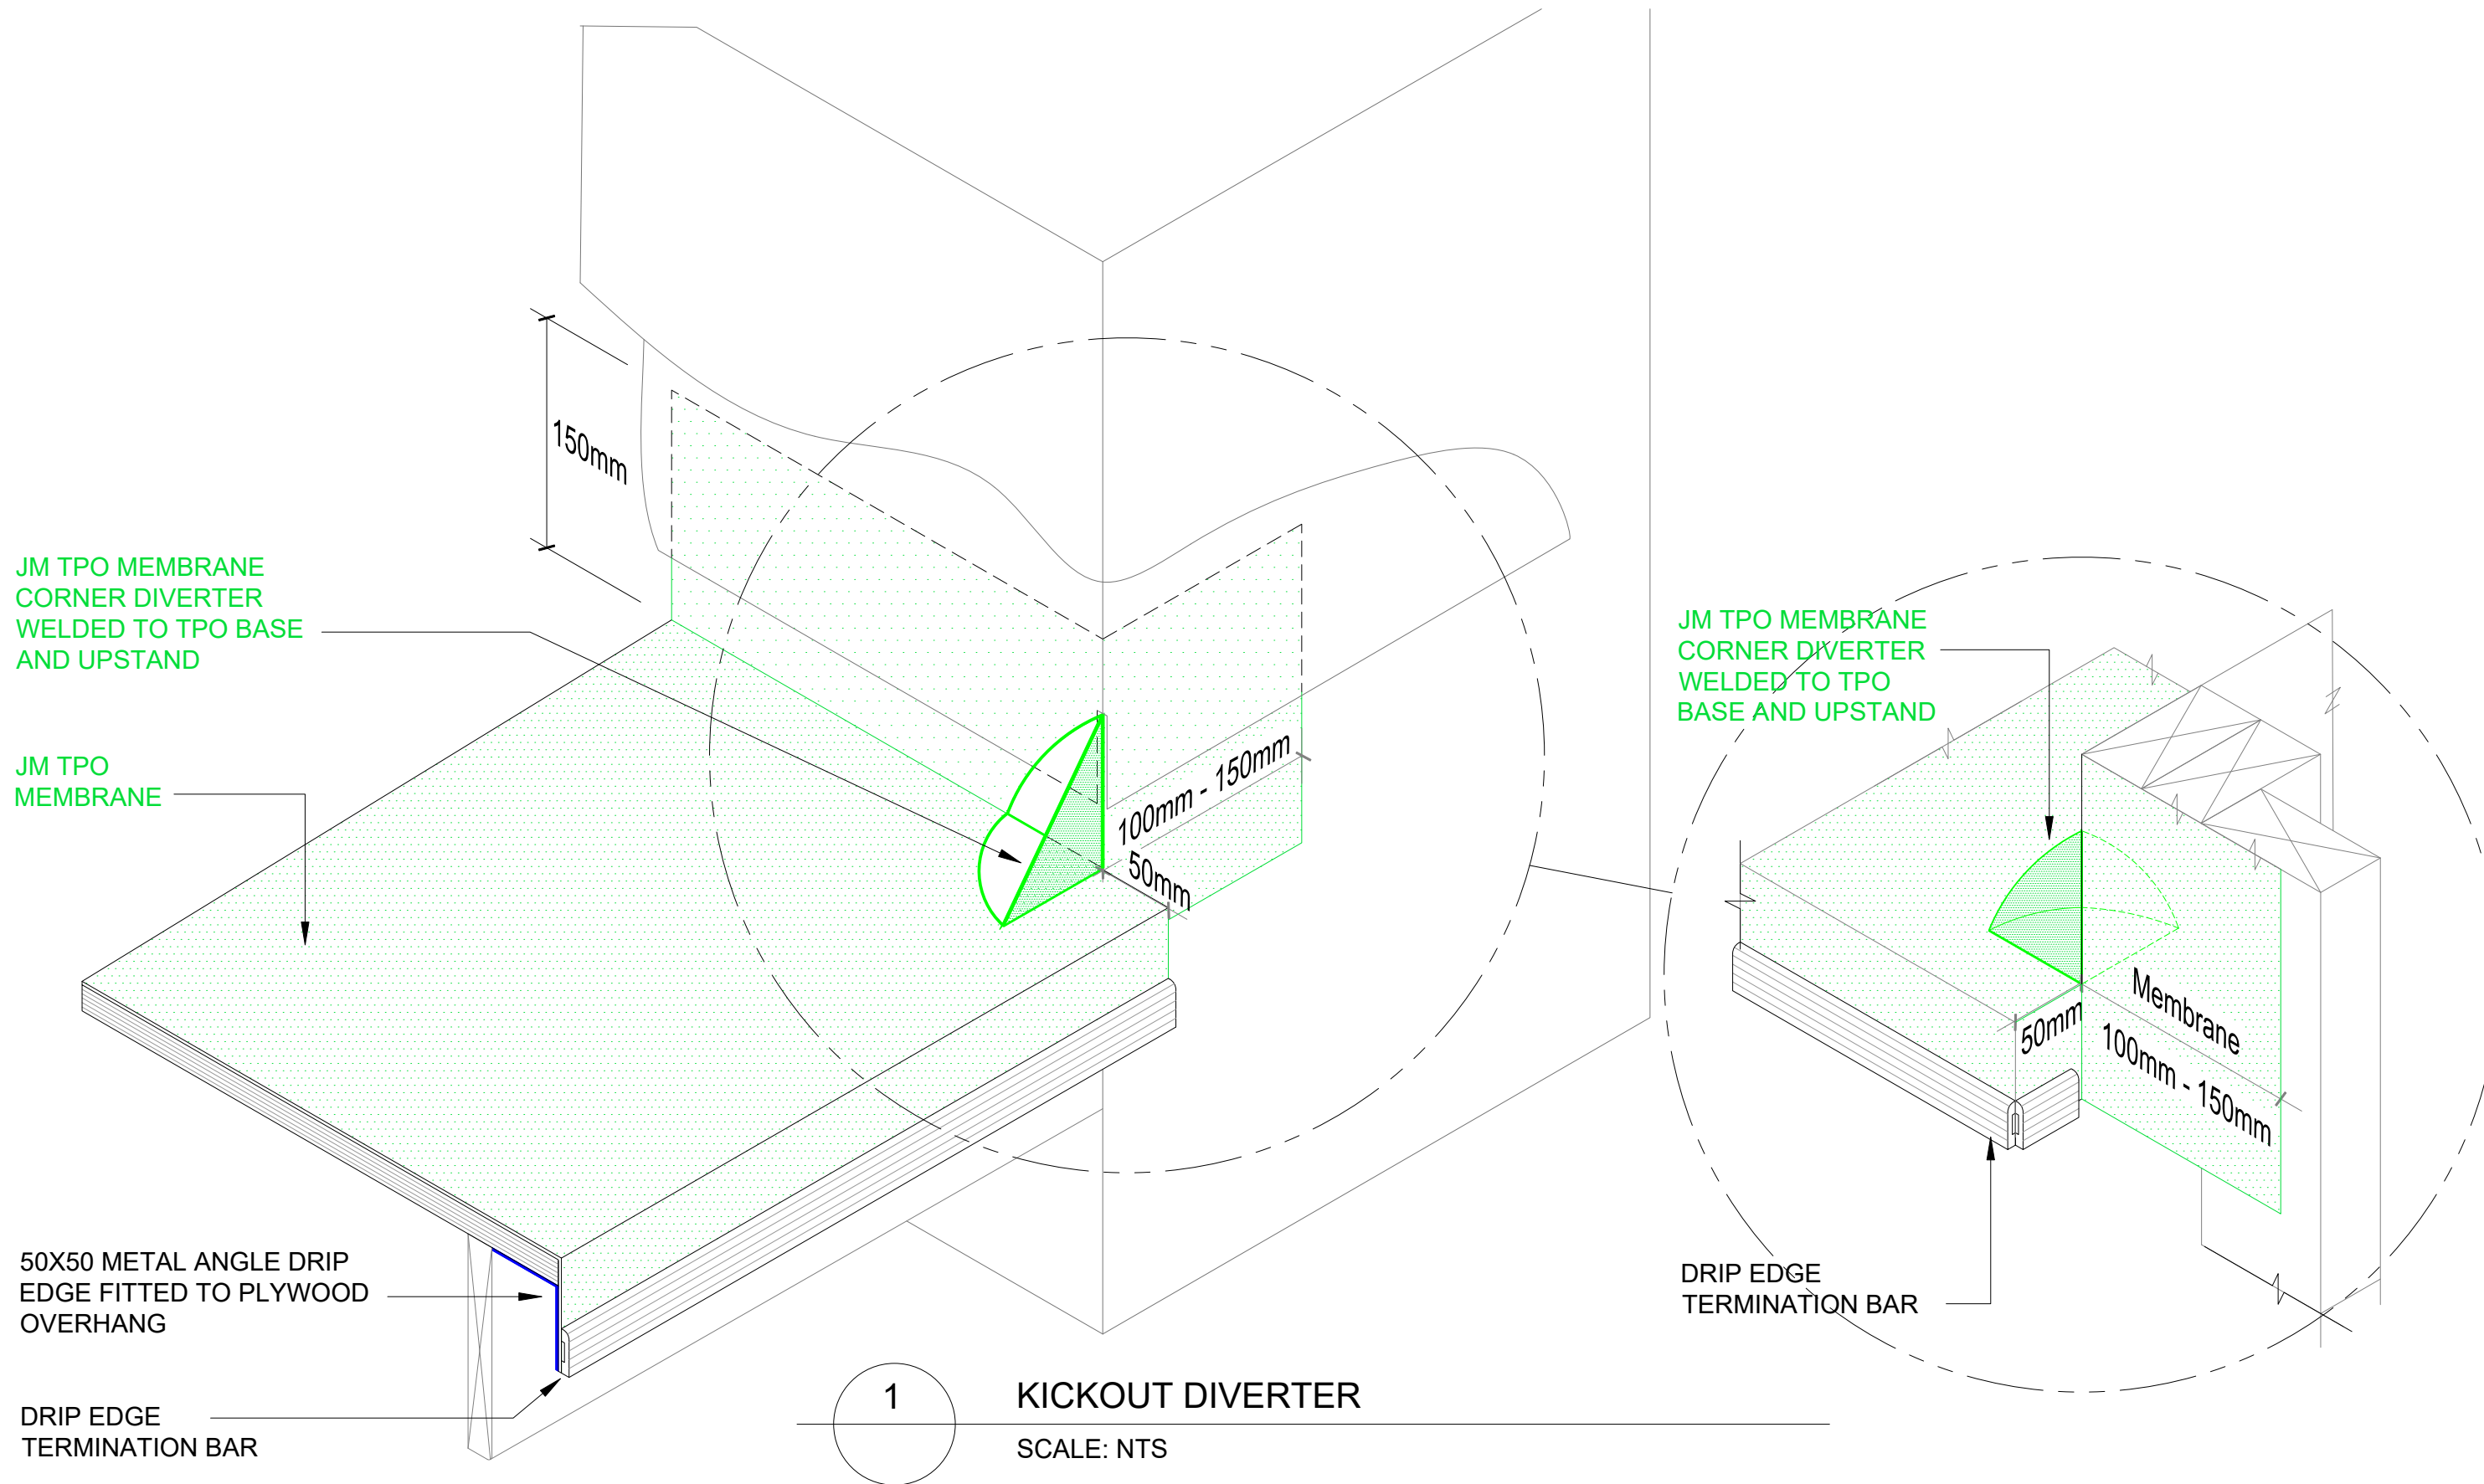 150mm
JM TPO MEMBRANE
CORNER DIVERTER
WELDED TO TPO BASE
AND UPSTAND
JM TPO
MEMBRANE
100mm - 150mm
50mm
50X50 METAL ANGLE DRIP
EDGE FITTED TO PLYWOOD
OVERHANG
DRIP EDGE
TERMINATION BAR
JM TPO MEMBRANE
CORNER DIVERTER
WELDED TO TPO
BASE AND UPSTAND
Membrane
50mm
100mm - 150mm
DRIP EDGE
TERMINATION BAR
1
KICKOUT DIVERTER
SCALE: NTS